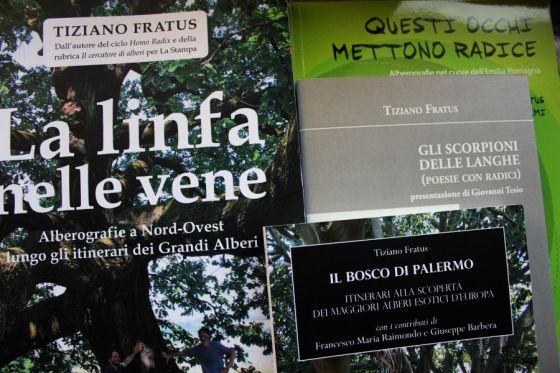 TIZIANO FRATUS
Dall'autore del ciclo Homo Radix e della
rubrica Il cercatore di alberi per La Stampa
La linfa
nelle vene
Alberografie a Nord-Ovest
lungo gli itinerari dei Grandi Alberi
QUESTI OCCHI
METTONO RADICE
Alberografie nel cuore dell'Emilia Romagna
TIZIANO FRATUS
GLI SCORPIONI
DELLE LANGHE
(POESIE CON RADICI)
presentazione di Giovanni Tesio
Tiziano Fratus
IL BOSCO DI PALERMO
ITINERARI ALLA SCOPERTA
DEI MAGGIORI ALBERI ESOTICI D'EUROPA
con i contributi di
Francesco Maria Raimondo e Giuseppe Barbera